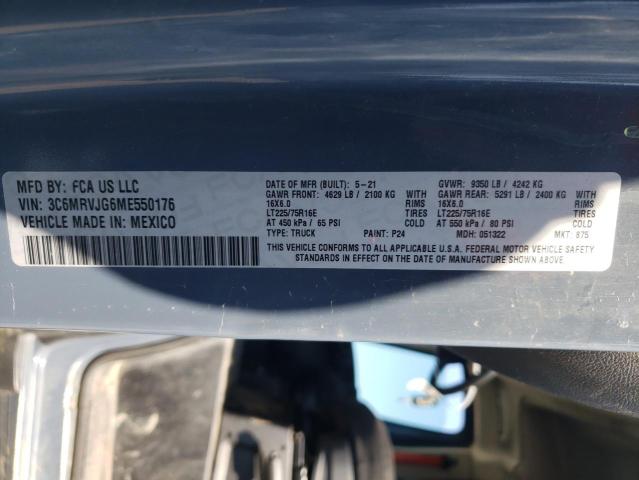 MFD BY: FCA US LLC
VIN: 3C6MRVJG6ME550176
VEHICLE MADE IN: MEXICO
DATE OF MFR (BUILT): 5-21 GVWR: 9350 LB / 4242 KG
GAWR FRONT: 4629 LB / 2100 KG GAWR REAR: 5291 LB / 2400 KG
16X6.0 RIMS 16X6.0 RIMS
LT225/75R16E TIRES LT225/75R16E TIRES
AT 450 kPa / 65 PSI COLD AT 550 kPa / 80 PSI COLD
TYPE: TRUCK PAINT: P24 MDH: 051322 MKT: 875
THIS VEHICLE CONFORMS TO ALL APPLICABLE U.S.A. FEDERAL MOTOR VEHICLE SAFETY
STANDARDS IN EFFECT ON THE DATE OF MANUFACTURE SHOWN ABOVE.